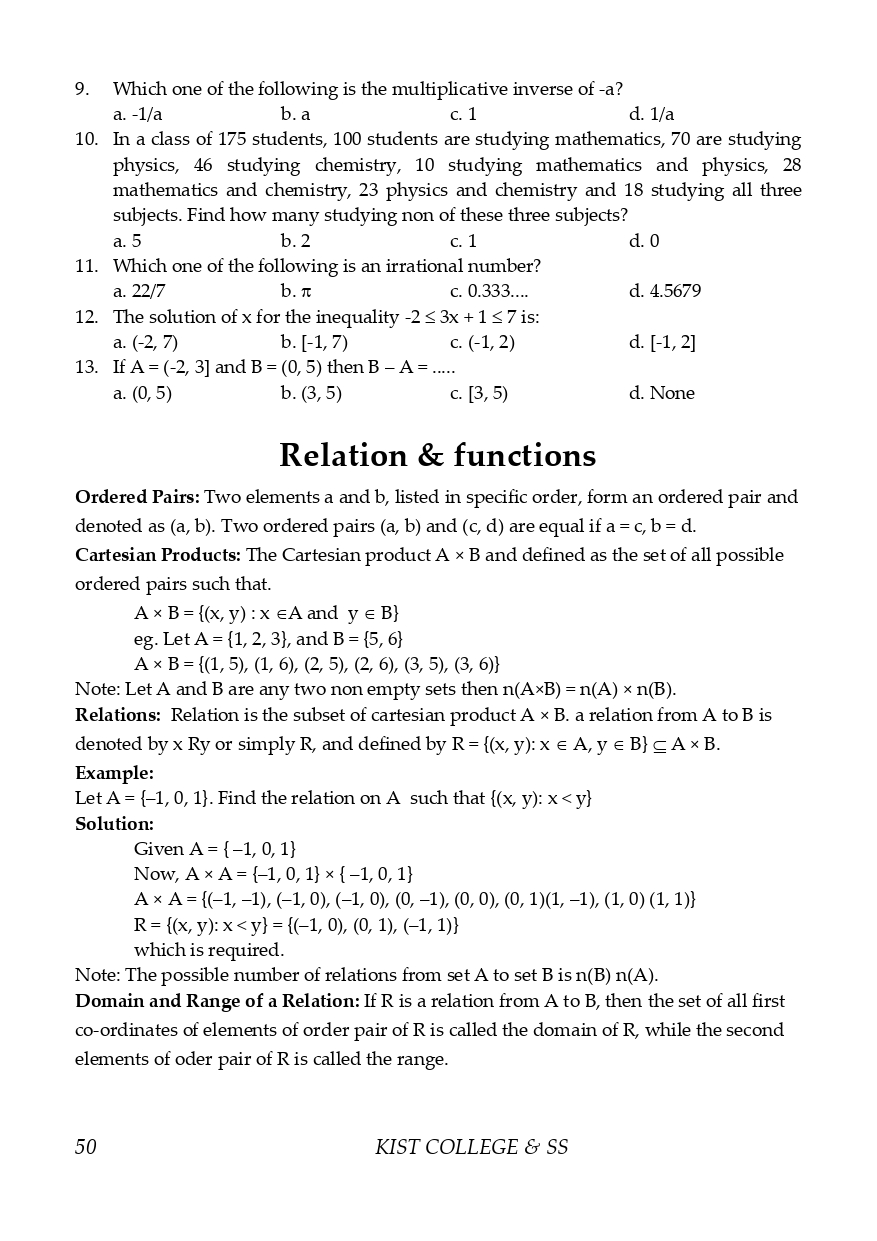 9. Which one of the following is the multiplicative inverse of -a?
a. -1/a b. a c. 1 d. 1/a
10. In a class of 175 students, 100 students are studying mathematics, 70 are studying
physics, 46 studying chemistry, 10 studying mathematics and physics, 28
mathematics and chemistry, 23 physics and chemistry and 18 studying all three
subjects. Find how many studying non of these three subjects?
a. 5 b. 2 c. 1 d. 0
11. Which one of the following is an irrational number?
a. 22/7 b. π c. 0.333.... d. 4.5679
12. The solution of x for the inequality -2 ≤ 3x + 1 ≤ 7 is:
a. (-2, 7) b. [-1, 7) c. (-1, 2) d. [-1, 2]
13. If A = (-2, 3] and B = (0, 5) then B – A = .....
a. (0, 5) b. (3, 5) c. [3, 5) d. None
Relation & functions
Ordered Pairs: Two elements a and b, listed in specific order, form an ordered pair and
denoted as (a, b). Two ordered pairs (a, b) and (c, d) are equal if a = c, b = d.
Cartesian Products: The Cartesian product A × B and defined as the set of all possible
ordered pairs such that.
A × B = {(x, y) : x ∈A and y ∈ B}
eg. Let A = {1, 2, 3}, and B = {5, 6}
A × B = {(1, 5), (1, 6), (2, 5), (2, 6), (3, 5), (3, 6)}
Note: Let A and B are any two non empty sets then n(A×B) = n(A) × n(B).
Relations: Relation is the subset of cartesian product A × B. a relation from A to B is
denoted by x Ry or simply R, and defined by R = {(x, y): x ∈ A, y ∈ B} ⊆ A × B.
Example:
Let A = {–1, 0, 1}. Find the relation on A such that {(x, y): x < y}
Solution:
Given A = { –1, 0, 1}
Now, A × A = {–1, 0, 1} × { –1, 0, 1}
A × A = {(–1, –1), (–1, 0), (–1, 0), (0, –1), (0, 0), (0, 1)(1, –1), (1, 0) (1, 1)}
R = {(x, y): x < y} = {(–1, 0), (0, 1), (–1, 1)}
which is required.
Note: The possible number of relations from set A to set B is n(B) n(A).
Domain and Range of a Relation: If R is a relation from A to B, then the set of all first
co-ordinates of elements of order pair of R is called the domain of R, while the second
elements of oder pair of R is called the range.
50 KIST COLLEGE & SS